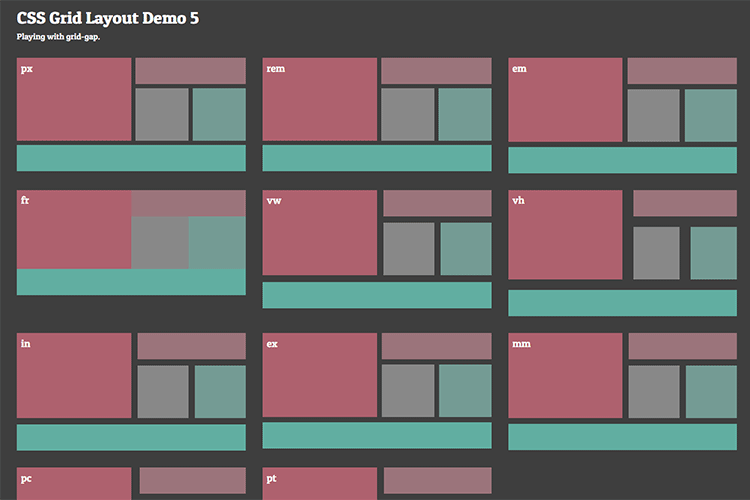 CSS Grid Layout Demo 5
Playing with grid-gap.
px
rem
em
fr
vw
vh
in
ex
mm
pc
pt